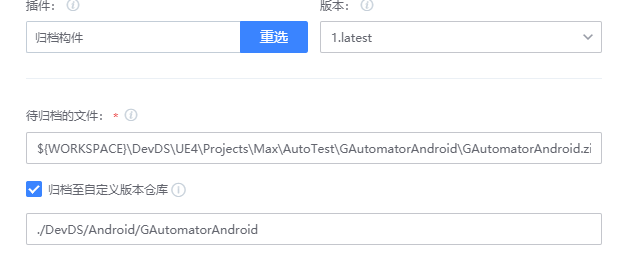 插件: 版本:
归档构件 重选 1.latest
待归档的文件: *
${WORKSPACE}\DevDS\UE4\Projects\Max\AutoTest\GAutomatorAndroid\GAutomatorAndroid.zi
归档至自定义版本仓库
./DevDS/Android/GAutomatorAndroid